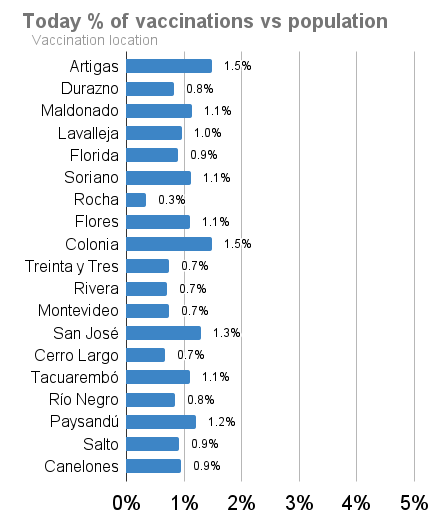 Today % of vaccinations vs population
Vaccination location
Artigas 1.5%
Durazno 0.8%
Maldonado 1.1%
Lavalleja 1.0%
Florida 0.9%
Soriano 1.1%
Rocha 0.3%
Flores 1.1%
Colonia 1.5%
Treinta y Tres 0.7%
Rivera 0.7%
Montevideo 0.7%
San José 1.3%
Cerro Largo 0.7%
Tacuarembó 1.1%
Río Negro 0.8%
Paysandú 1.2%
Salto 0.9%
Canelones 0.9%
0% 1% 2% 3% 4% 5%